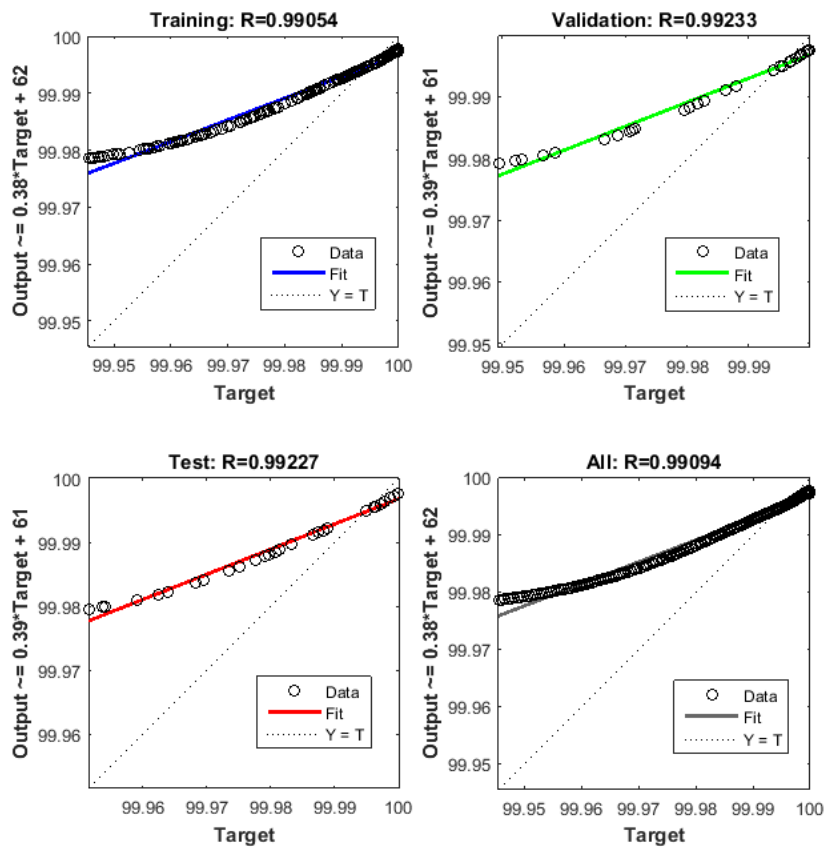 Training: R=0.99054
Output ~= 0.38*Target + 62
100
99.99
99.98
99.97
99.96
99.95
Data
Fit
Y = T
99.95 99.96 99.97 99.98 99.99 100
Target
Validation: R=0.99233
Output ~= 0.39*Target + 61
99.99
99.98
99.97
99.96
99.95
Data
Fit
Y = T
99.95 99.96 99.97 99.98 99.99
Target
Test: R=0.99227
Output ~= 0.39*Target + 61
100
99.99
99.98
99.97
99.96
Data
Fit
Y = T
99.96 99.97 99.98 99.99 100
Target
All: R=0.99094
Output ~= 0.38*Target + 62
100
99.99
99.98
99.97
99.96
99.95
Data
Fit
Y = T
99.95 99.96 99.97 99.98 99.99 100
Target